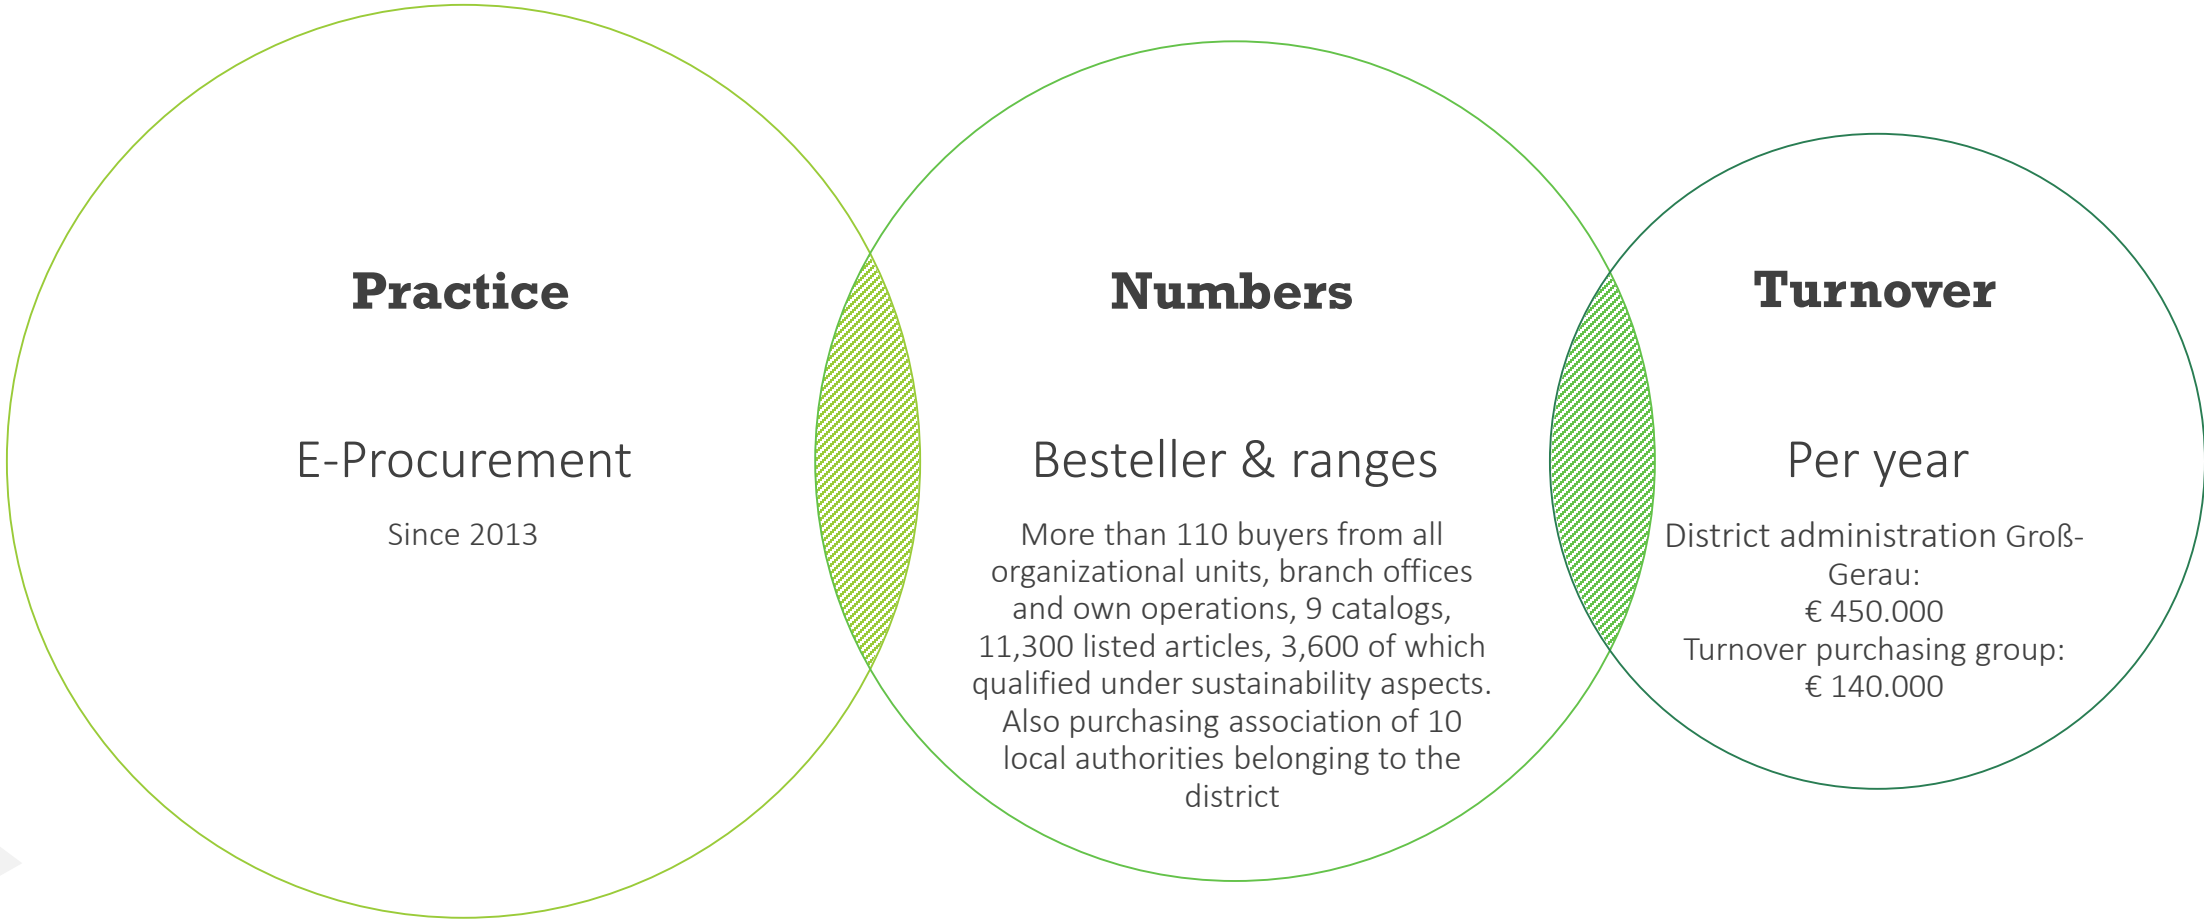 Practice
E-Procurement
Since 2013
Numbers
Besteller & ranges
More than 110 buyers from all
organizational units, branch offices
and own operations, 9 catalogs,
11,300 listed articles, 3,600 of which
qualified under sustainability aspects.
Also purchasing association of 10
local authorities belonging to the
district
Turnover
Per year
District administration Groß-
Gerau:
€ 450.000
Turnover purchasing group:
€ 140.000